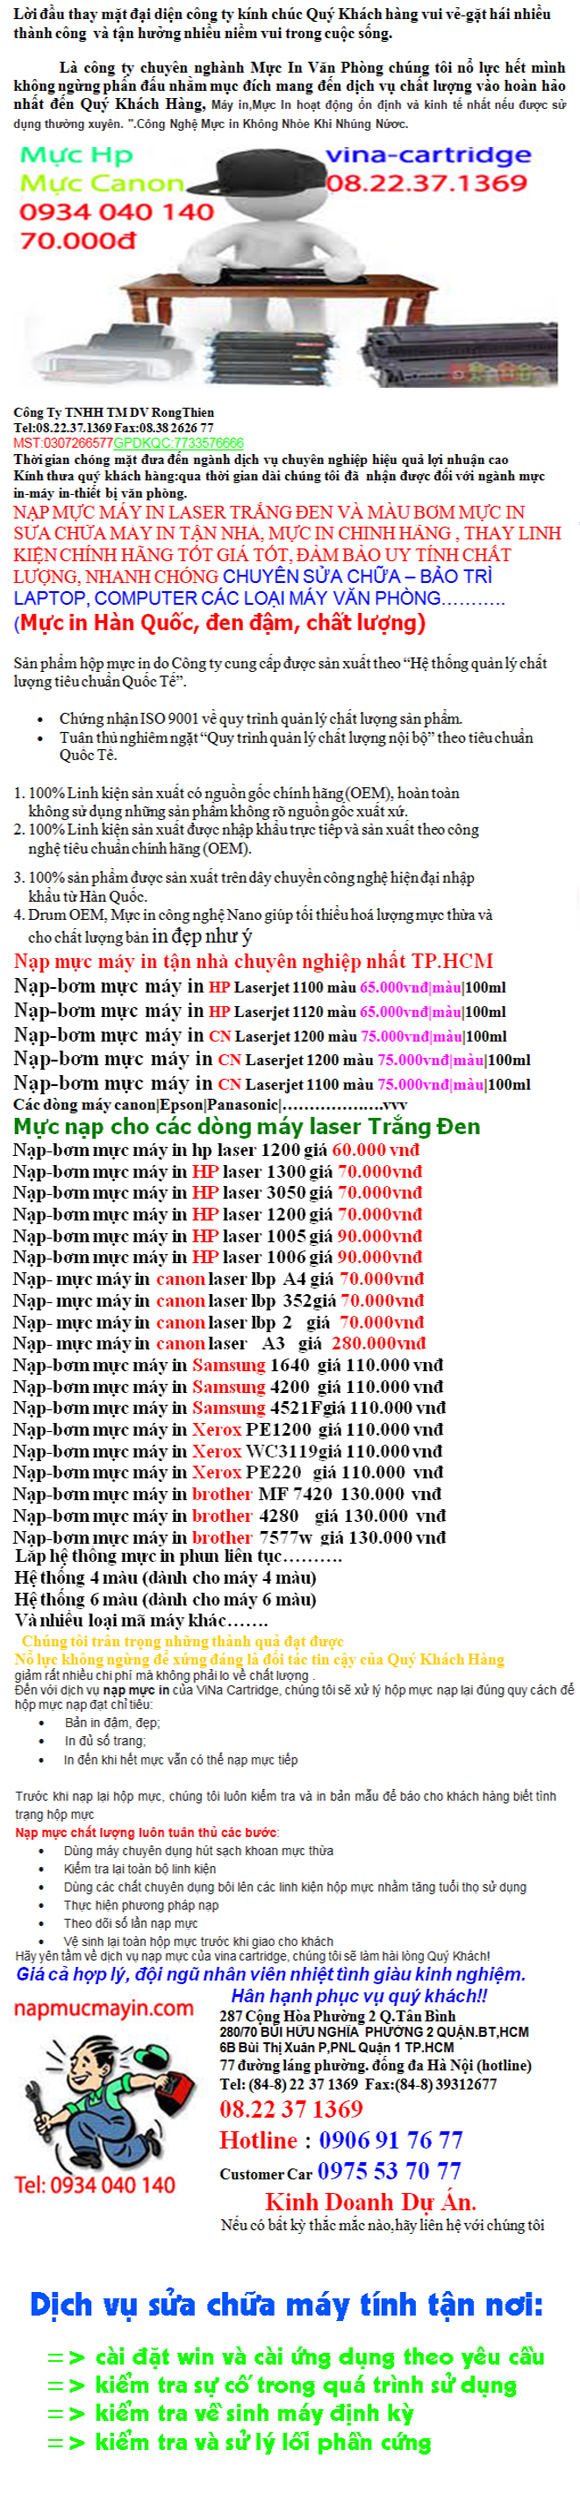 Lời đầu thay mặt đại diện công ty kính chúc Quý Khách hàng vui vẻ-gặt hái nhiều
thành công và tận hưởng nhiều niềm vui trong cuộc sống.
Là công ty chuyên nghành Mực In Văn Phòng chúng tôi nổ lực hết mình
không ngừng phấn đấu nhằm mục đích mang đến dịch vụ chất lượng vào hoàn hảo
nhất đến Quý Khách Hàng, Máy in,Mực In hoạt động ổn định và kinh tế nhất nếu được sử
dụng thường xuyên. ".Công Nghệ Mực in Không Nhòe Khi Nhúng Nước.
Mực Hp
vina-cartridge
Mực Canon
08.22.37.1369
0934 040 140
70.000đ
Công Ty TNHH TM DV RongThien
Tel:08.22.37.1369 Fax:08.38 2626 77
MST:0307266577GPDKQC:7733576666
Thời gian chóng mặt đưa đến ngành dịch vụ chuyên nghiệp hiệu quả lợi nhuận cao
Kính thưa quý khách hàng:qua thời gian dài chúng tôi đã nhận được đối với ngành mực
in-máy in-thiết bị văn phòng.
NẠP MỰC MÁY IN LASER TRẮNG ĐEN VÀ MÀU BƠM MỰC IN
SỬA CHỮA MÁY IN TẬN NHÀ, MỰC IN CHINH HÃNG , THAY LINH
KIỆN CHÍNH HÃNG TỐT GIÁ TỐT, ĐẢM BẢO UY TÍNH CHẤT
LƯỢNG, NHANH CHÓNG CHUYÊN SỬA CHỮA – BẢO TRÌ
LAPTOP, COMPUTER CÁC LOẠI MÁY VĂN PHÒNG………..
(Mực in Hàn Quốc, đen đậm, chất lượng)
Sản phẩm hộp mực in do Công ty cung cấp được sản xuất theo “Hệ thống quản lý chất
lượng tiêu chuẩn Quốc Tế”.
• Chứng nhận ISO 9001 về quy trình quản lý chất lượng sản phẩm.
• Tuân thủ nghiêm ngặt “Quy trình quản lý chất lượng nội bộ” theo tiêu chuẩn
Quốc Tế.
1. 100% Linh kiện sản xuất có nguồn gốc chính hãng (OEM), hoàn toàn
không sử dụng những sản phẩm không rõ nguồn gốc xuất xứ.
2. 100% Linh kiện sản xuất được nhập khẩu trực tiếp và sản xuất theo công
nghệ tiêu chuẩn chính hãng (OEM).
3. 100% sản phẩm được sản xuất trên dây chuyền công nghệ hiện đại nhập
khẩu từ Hàn Quốc.
4. Drum OEM, Mực in công nghệ Nano giúp tối thiểu hoá lượng mực thừa và
cho chất lượng bản in đẹp như ý
Nạp mực máy in tận nhà chuyên nghiệp nhất TP.HCM
Nạp-bơm mực máy in HP Laserjet 1100 màu 65.000vnđ|màu|100ml
Nạp-bơm mực máy in HP Laserjet 1120 màu 65.000vnđ|màu|100ml
Nạp-bơm mực máy in CN Laserjet 1200 màu 75.000vnđ|màu|100ml
Nạp-bơm mực máy in CN Laserjet 1200 màu 75.000vnđ|màu|100ml
Nạp-bơm mực máy in CN Laserjet 1100 màu 75.000vnđ|màu|100ml
Các dòng máy canon|Epson|Panasonic|……………….vvv
Mực nạp cho các dòng máy laser Trắng Đen
Nạp-bơm mực máy in hp laser 1200 giá 60.000 vnđ
Nạp-bơm mực máy in HP laser 1300 giá 70.000vnđ
Nạp-bơm mực máy in HP laser 3050 giá 70.000vnđ
Nạp-bơm mực máy in HP laser 1200 giá 70.000vnđ
Nạp-bơm mực máy in HP laser 1005 giá 90.000vnđ
Nạp-bơm mực máy in HP laser 1006 giá 90.000vnđ
Nạp- mực máy in canon laser lbp A4 giá 70.000vnđ
Nạp- mực máy in canon laser lbp 352giá 70.000vnđ
Nạp- mực máy in canon laser lbp 2 giá 70.000vnđ
Nạp- mực máy in canon laser A3 giá 280.000vnđ
Nạp-bơm mực máy in Samsung 1640 giá 110.000 vnđ
Nạp-bơm mực máy in Samsung 4200 giá 110.000 vnđ
Nạp-bơm mực máy in Samsung 4521Fgiá 110.000 vnđ
Nạp-bơm mực máy in Xerox PE1200 giá 110.000 vnđ
Nạp-bơm mực máy in Xerox WC3119giá 110.000 vnđ
Nạp-bơm mực máy in Xerox PE220 giá 110.000 vnđ
Nạp-bơm mực máy in brother MF 7420 130.000 vnđ
Nạp-bơm mực máy in brother 4280 giá 130.000 vnđ
Nạp-bơm mực máy in brother 7577w giá 130.000 vnđ
Lắp hệ thống mực in phun liên tục……….
Hệ thống 4 màu (dành cho máy 4 màu)
Hệ thống 6 màu (dành cho máy 6 màu)
Và nhiều loại mã máy khác…….
Chúng tôi trân trọng những thành quả đạt được
Nỗ lực không ngừng để xứng đáng là đối tác tin cậy của Quý Khách Hàng
giảm rất nhiều chi phí mà không phải lo về chất lượng .
Đến với dịch vụ nạp mực in của ViNa Cartridge, chúng tôi sẽ xử lý hộp mực nạp lại đúng quy cách để
hộp mực nạp đạt chỉ tiêu:
• Bản in đậm, đẹp;
• In đủ số trang;
• In đến khi hết mực vẫn có thể nạp mực tiếp
Trước khi nạp lại hộp mực, chúng tôi luôn kiểm tra và in bản mẫu để báo cho khách hàng biết tình
trạng hộp mực
Nạp mực chất lượng luôn tuân thủ các bước:
• Dùng máy chuyên dụng hút sạch khoan mực thừa
• Kiểm tra lại toàn bộ linh kiện
• Dùng các chất chuyên dụng bôi lên các linh kiện hộp mực nhằm tăng tuổi thọ sử dụng
• Thực hiện phương pháp nạp
• Theo dõi số lần nạp mực
• Vệ sinh lại toàn hộp mực trước khi giao cho khách
Hãy yên tâm về dịch vụ nạp mực của vina cartridge, chúng tôi sẽ làm hài lòng Quý Khách!
Giá cả hợp lý, đội ngũ nhân viên nhiệt tình giàu kinh nghiệm.
Hân hạnh phục vụ quý khách!!
napmucmayin.com
287 Cộng Hòa Phường 2 Q.Tân Bình
280/70 BÙI HỮU NGHĨA PHƯỜNG 2 QUẬN.BT,HCM
6B Bùi Thị Xuân P,PNL Quận 1 TP.HCM
77 đường láng phường. đống đa Hà Nội (hotline)
Tel: (84-8) 22 37 1369 Fax:(84-8) 39312677
08.22 37 1369
Hotline : 0906 91 76 77
Customer Car 0975 53 70 77
Tel: 0934 040 140
Kinh Doanh Dự Án.
Nếu có bất kỳ thắc mắc nào,hãy liên hệ với chúng tôi
Dịch vụ sửa chữa máy tính tận nơi:
=> cài đặt win và cài ứng dụng theo yêu cầu
=> kiểm tra sự cố trong quá trình sử dụng
=> kiểm tra vệ sinh máy định kỳ
=> kiểm tra và sử lý lỗi phần cứng